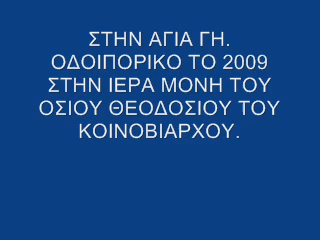 ΣΤΗΝ ΑΓΙΑ ΓΗ.
ΟΔΟΙΠΟΡΙΚΟ ΤΟ 2009
ΣΤΗΝ ΙΕΡΑ ΜΟΝΗ ΤΟΥ
ΟΣΙΟΥ ΘΕΟΔΟΣΙΟΥ ΤΟΥ
ΚΟΙΝΟΒΙΑΡΧΟΥ.